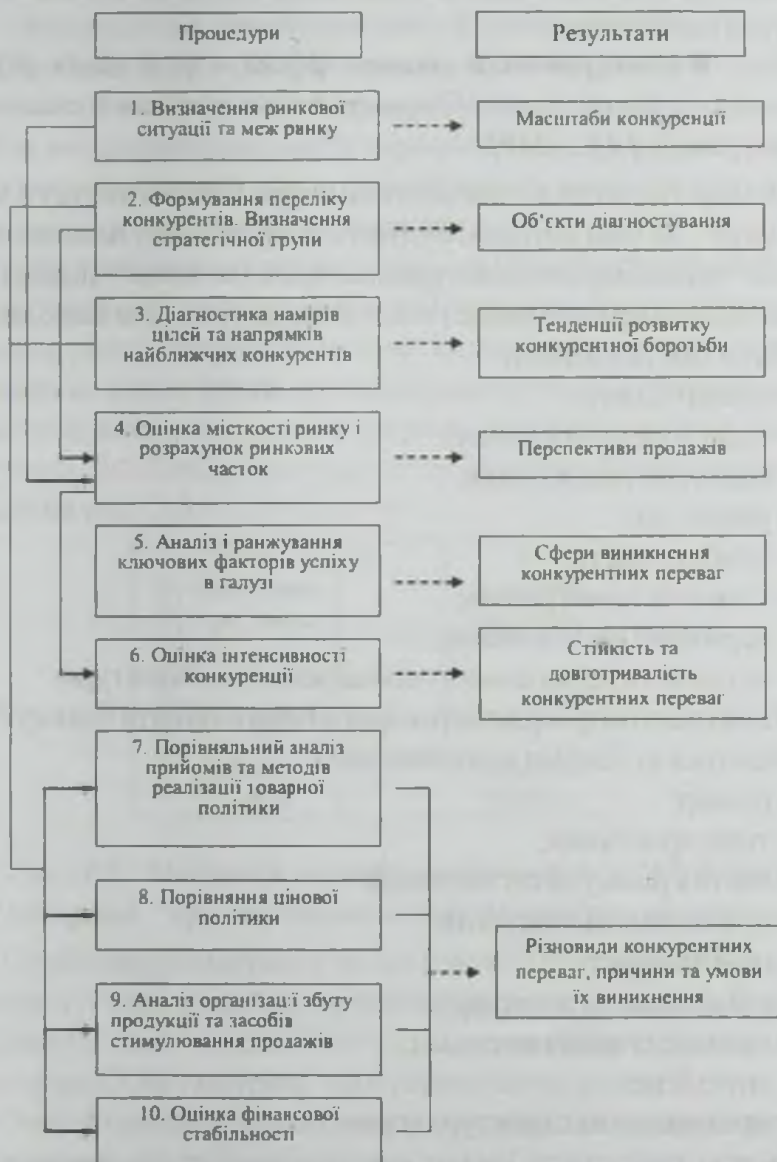 Процедури
Результати
1. Визначення ринкової
ситуації та меж ринку
Масштаби конкуренції
2. Формування переліку
конкурентів. Визначення
стратегічної групи
Об'єкти діагностування
3. Діагностика намірів
цілей та напрямків
найближчих конкурентів
Тенденції розвитку
конкурентної боротьби
4. Оцінка місткості ринку і
розрахунок ринкових
часток
Перспективи продажів
5. Аналіз і ранжування
ключових факторів успіху
в галузі
Сфери виникнення
конкурентних переваг
6. Оцінка інтенсивності
конкуренції
Стійкість та
довготривалість
конкурентних переваг
7. Порівняльний аналіз
прийомів та методів
реалізації товарної
політики
8. Порівняння цінової
політики
Різновиди конкурентних
переваг, причини та умови
їх виникнення
9. Аналіз організації збуту
продукції та засобів
стимулювання продажів
10. Оцінка фінансової
стабільності